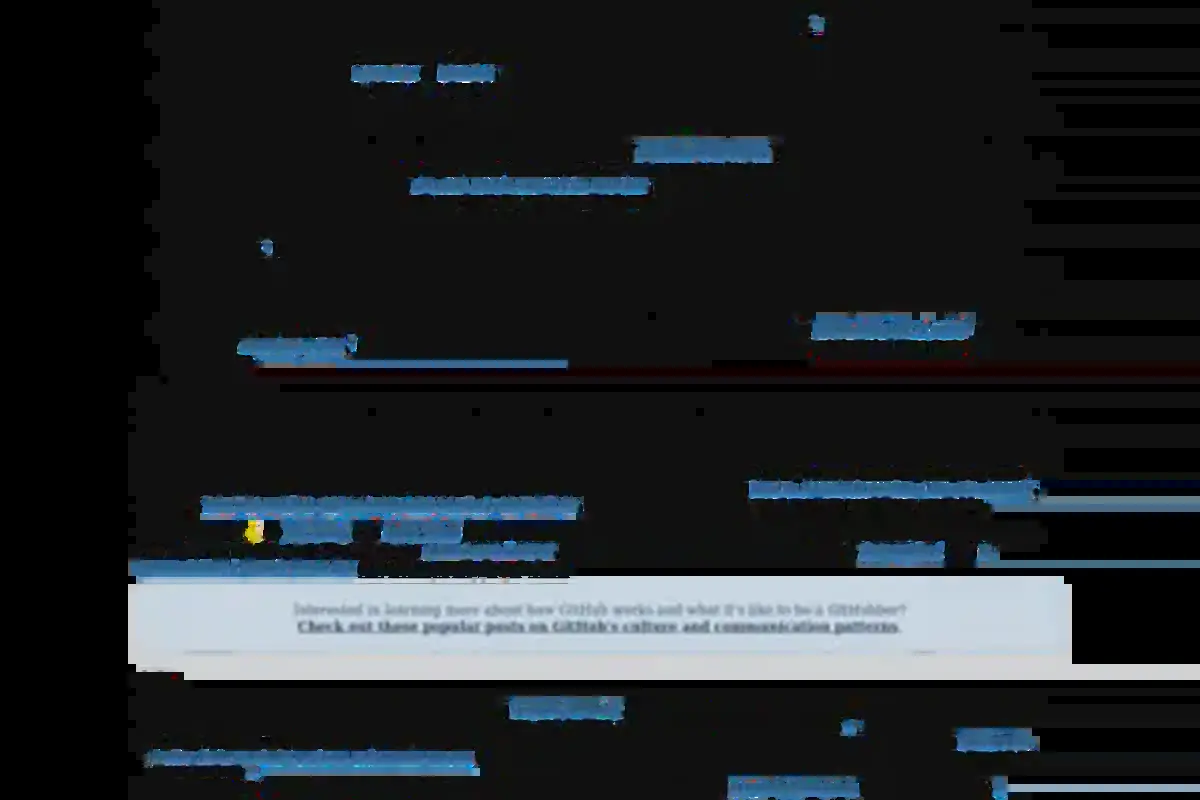 Interested in learning more about how GitHub works and what it's like to be a GitHubber?
Check out these popular posts on GitHub's culture and communication patterns.